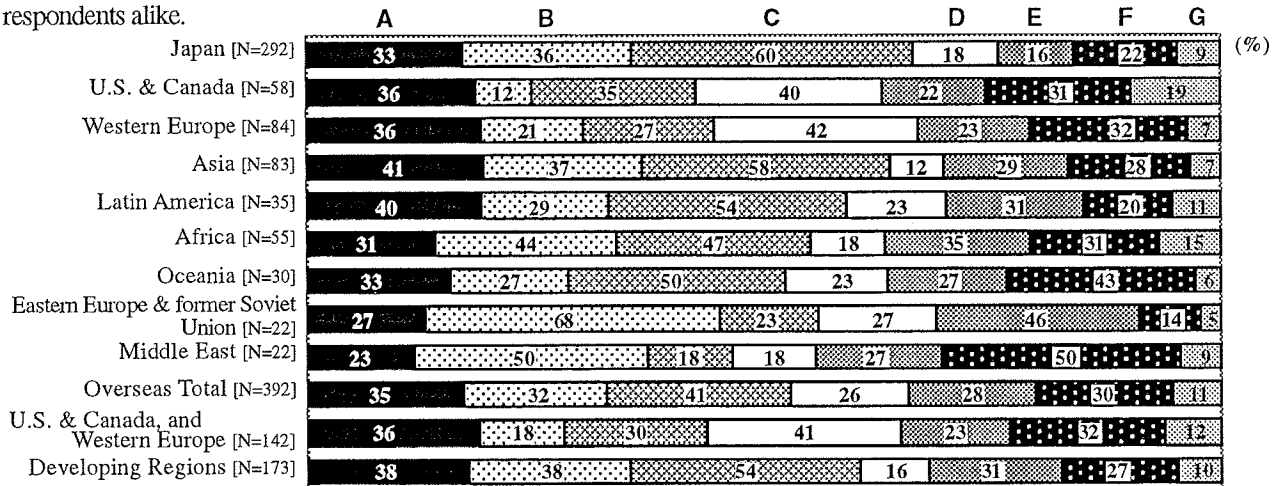 respondents alike.
A B C D E F G
Japan [N=292] 33 36 60 18 16 22 9 (%)
U.S. & Canada [N=58] 36 12 35 40 22 31 19
Western Europe [N=84] 36 21 27 42 23 32 7
Asia [N=83] 41 37 58 12 29 28 7
Latin America [N=35] 40 29 54 23 31 20 11
Africa [N=55] 31 44 47 18 35 31 15
Oceania [N=30] 33 27 50 23 27 43 6
Eastern Europe & former Soviet
Union [N=22] 27 68 23 27 46 14 5
Middle East [N=22] 23 50 18 18 27 50 9
Overseas Total [N=392] 35 32 41 26 28 30 11
U.S. & Canada, and
Western Europe [N=142] 36 18 30 41 23 32 12
Developing Regions [N=173] 38 38 54 16 31 27 10